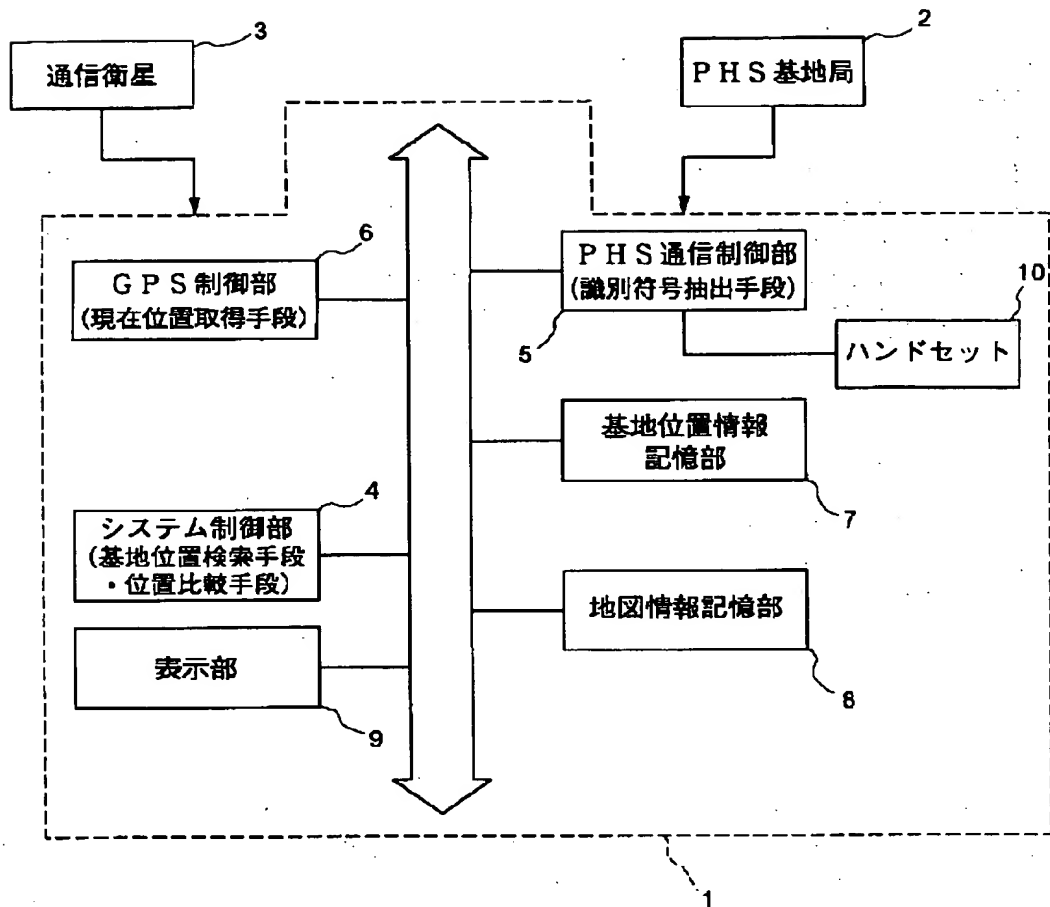 3
通信衛星
2
PHS基地局
6
GPS制御部
(現在位置取得手段)
PHS通信制御部
(識別符号抽出手段)
5
10
ハンドセット
基地位置情報
記憶部
7
4
システム制御部
(基地位置検索手段
・位置比較手段)
地図情報記憶部
8
表示部
9
1